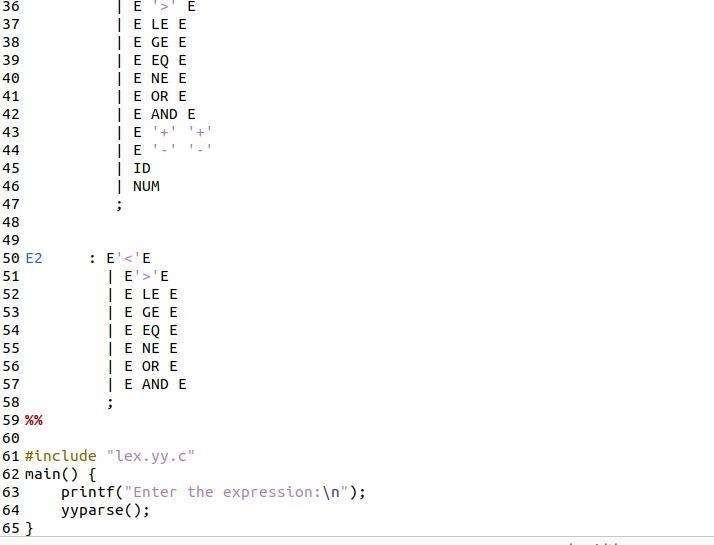 36 | E '>' E
37 | E LE E
38 | E GE E
39 | E EQ E
40 | E NE E
41 | E OR E
42 | E AND E
43 | E '+' '+'
44 | E '-' '-'
45 | ID
46 | NUM
47 ;
48
49
50 E2 : E'<'E
51 | E'>'E
52 | E LE E
53 | E GE E
54 | E EQ E
55 | E NE E
56 | E OR E
57 | E AND E
58 ;
59 %%
60
61 #include "lex.yy.c"
62 main() {
63 printf("Enter the expression:\n");
64 yyparse();
65 }